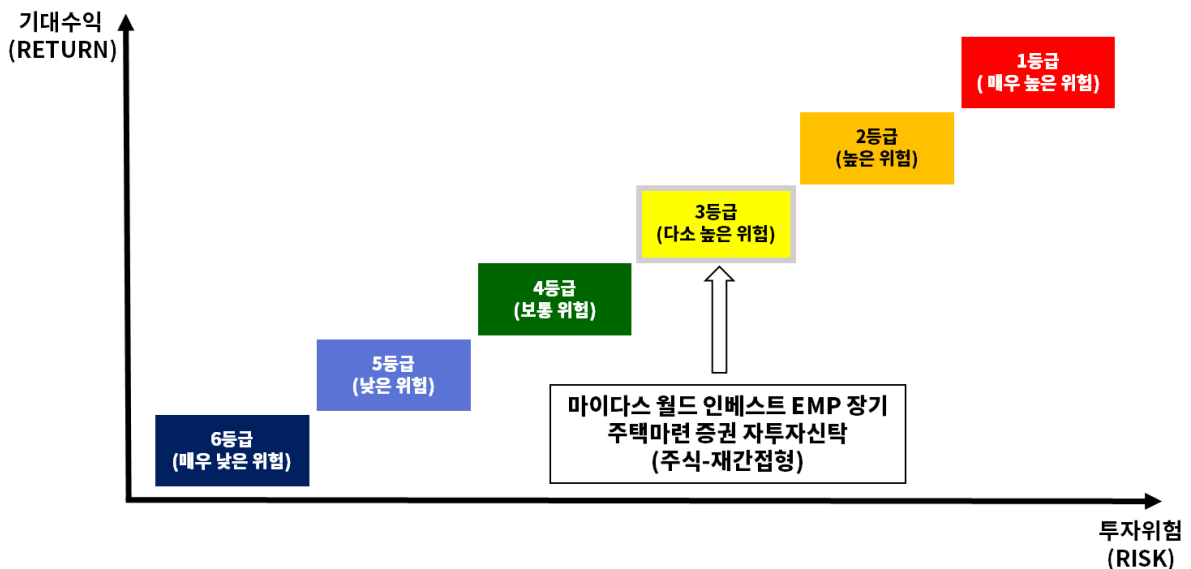 기대수익
(RETURN)
1등급
( 매우 높은 위험)
2등급
(높은 위험)
3등급
(다소 높은 위험)
4등급
(보통 위험)
5등급
(낮은 위험)
6등급
(매우 낮은 위험)
마이다스 월드 인베스트 EMP 장기
주택마련 증권 자투자신탁
(주식-재간접형)
투자위험
(RISK)